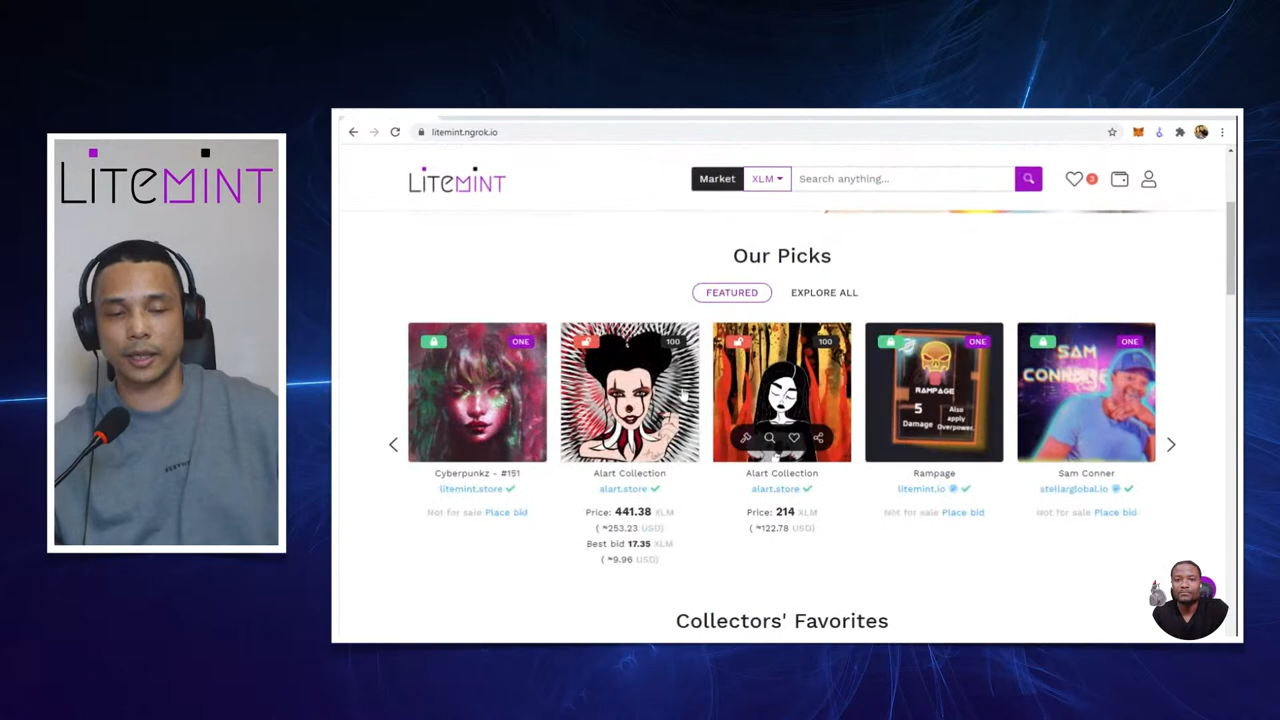 LiTeMiNT
litemint.ngrok.io
LiTeMiNT
Market
XLM
Search anything...
3
Our Picks
FEATURED
EXPLORE ALL
ONE
100
100
ONE
ONE
RAMPAGE
5
Damage
Also
apply
Overpower.
SAM
Cyberpunkz - #151
litemint.store
Not for sale Place bid
Alart Collection
alart.store
Price: 441.38 XLM
( ≈253.23 USD)
Best bid 17.35 XLM
( ≈9.96 USD)
Alart Collection
alart.store
Price: 214 XLM
( ≈122.78 USD)
Rampage
litemint.io
Not for sale Place bid
Sam Conner
stellarglobal.io
Not for sale Place bid
Collectors' Favorites